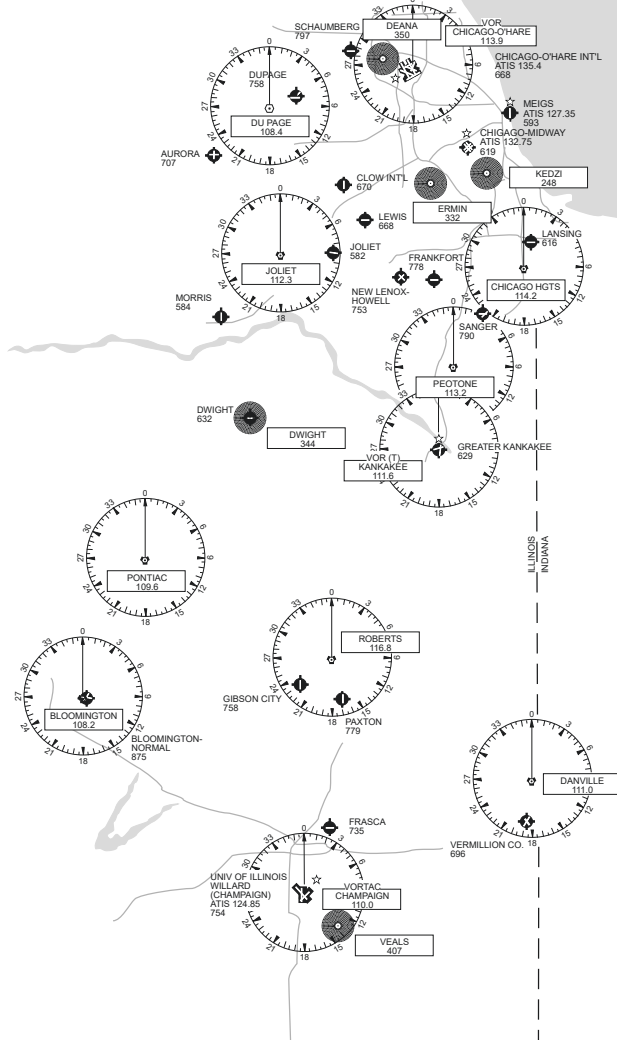 SCHAUMBERG
797
DEANA
350
VOR
CHICAGO-O'HARE
113.9
CHICAGO-O'HARE INT'L
ATIS 135.4
668
DUPAGE
758
DU PAGE
108.4
MEIGS
ATIS 127.35
593
CHIGAGO-MIDWAY
ATIS 132.75
619
AURORA
707
CLOW INT'L
670
KEDZI
248
ERMIN
332
LEWIS
668
LANSING
616
JOLIET
582
JOLIET
112.3
FRANKFORT
778
NEW LENOX-
HOWELL
753
CHICAGO HGTS
114.2
MORRIS
584
SANGER
790
PEOTONE
113.2
DWIGHT
632
DWIGHT
344
VOR (T)
KANKAKEE
111.6
GREATER KANKAKEE
629
ILLINOIS
INDIANA
PONTIAC
109.6
ROBERTS
116.8
GIBSON CITY
758
PAXTON
779
BLOOMINGTON
108.2
BLOOMINGTON-
NORMAL
875
DANVILLE
111.0
VERMILLION CO.
696
FRASCA
735
UNIV OF ILLINOIS
WILLARD
(CHAMPAIGN)
ATIS 124.85
754
VORTAC
CHAMPAIGN
110.0
VEALS
407